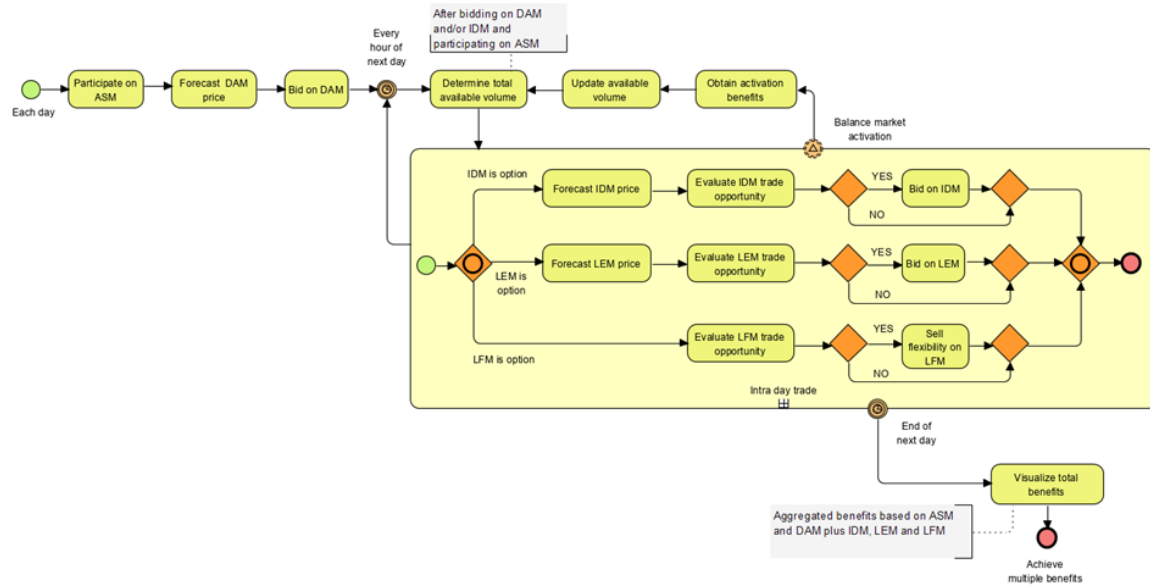 After bidding on DAM
and/or IDM and
participating on ASM
Every
hour of
next day
Participate on
ASM
Forecast DAM
price
Bid on DAM
Determine total
available volume
Update available
volume
Obtain activation
benefits
Each day
Balance market
activation
IDM is option
Forecast IDM price
Evaluate IDM trade
opportunity
YES
Bid on IDM
NO
LEM is
option
Forecast LEM price
Evaluate LEM trade
opportunity
YES
Bid on LEM
NO
LFM is option
Evaluate LFM trade
opportunity
YES
Sell
flexibility on
LFM
NO
Intra day trade
End of
next day
Visualize total
benefits
Aggregated benefits based on ASM
and DAM plus IDM, LEM and LFM
Achieve
multiple benefits